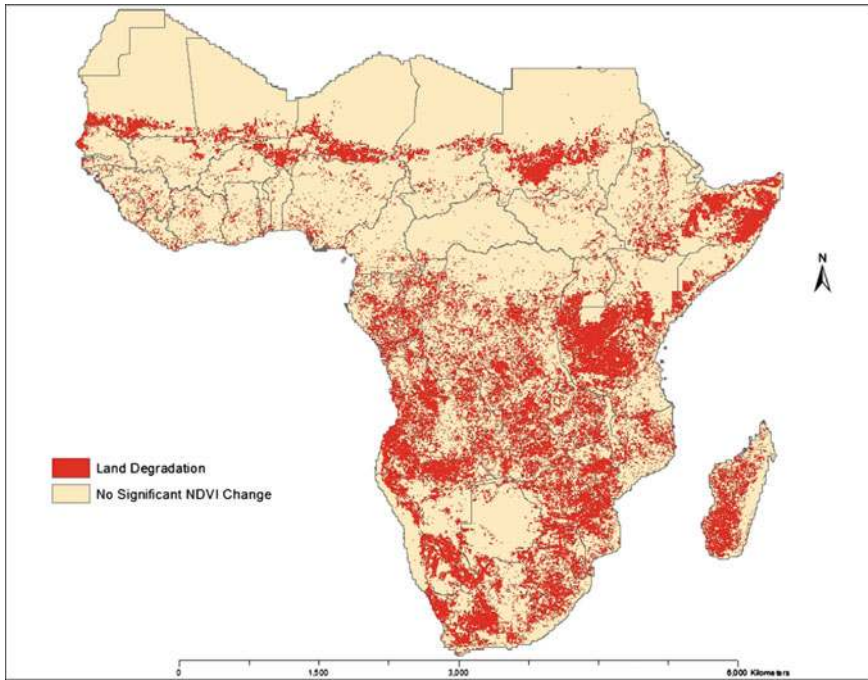 N
Land Degradation
No Significant NDVI Change
0 1,500 3,000 6,000 Kilometers